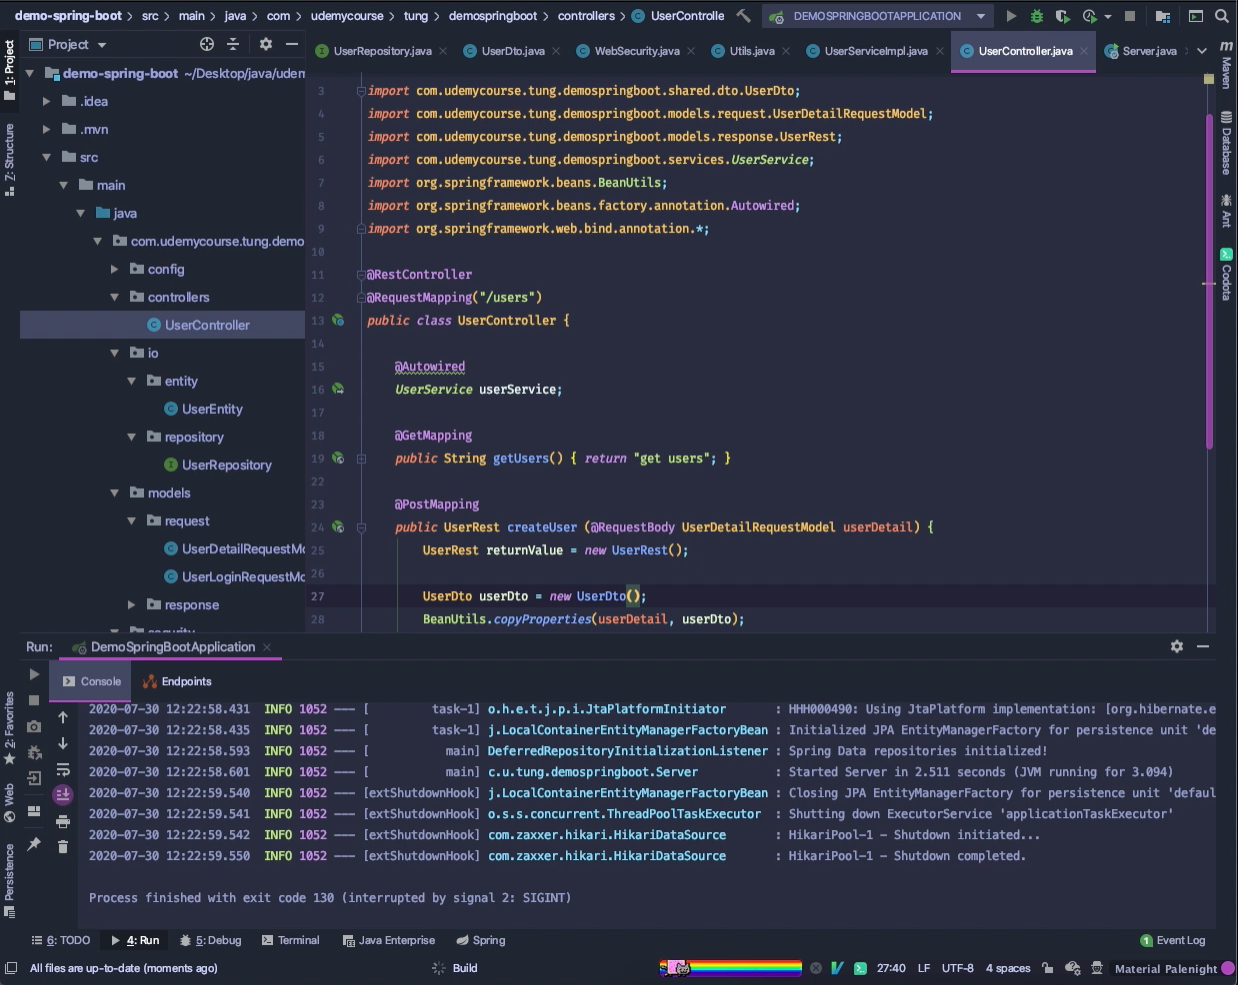 demo-spring-boot src main java com udemycourse tung demospringboot controllers UserControlle DEMOSPRINGBOOTAPPLICATION
Project
UserRepository.java UserDto.java WebSecurity.java Utils.java UserServiceImpl.java UserController.java Server.java
1: Project
Z: Structure
2: Favorites
Web
Persistence
demo-spring-boot ~/Desktop/java/uden
.idea
.mvn
src
main
java
com.udemycourse.tung.demo
config
controllers
UserController
io
entity
UserEntity
repository
UserRepository
models
request
UserDetailRequestMo
UserLoginRequestMo
response
security
3 import com.udemycourse.tung.demospringboot.shared.dto.UserDto;
4 import com.udemycourse.tung.demospringboot.models.request.UserDetailRequestModel;
5 import com.udemycourse.tung.demospringboot.models.response.UserRest;
6 import com.udemycourse.tung.demospringboot.services.UserService;
7 import org.springframework.beans.BeanUtils;
8 import org.springframework.beans.factory.annotation.Autowired;
9 import org.springframework.web.bind.annotation.*;
10
11 @RestController
12 @RequestMapping("/users")
13 public class UserController {
14
15 @Autowired
16 UserService userService;
17
18 @GetMapping
19 public String getUsers() { return "get users"; }
22
23 @PostMapping
24 public UserRest createUser (@RequestBody UserDetailRequestModel userDetail) {
25 UserRest returnValue = new UserRest();
26
27 UserDto userDto = new UserDto();
28 BeanUtils.copyProperties(userDetail, userDto);
m
Maven
Database
Ant
Codota
Run: DemoSpringBootApplication
Console Endpoints
2020-07-30 12:22:58.431 INFO 1052 --- [ task-1] o.h.e.t.j.p.i.JtaPlatformInitiator : HHH000490: Using JtaPlatform implementation: [org.hibernate.e
2020-07-30 12:22:58.435 INFO 1052 --- [ task-1] j.LocalContainerEntityManagerFactoryBean : Initialized JPA EntityManagerFactory for persistence unit 'de
2020-07-30 12:22:58.593 INFO 1052 --- [ main] DeferredRepositoryInitializationListener : Spring Data repositories initialized!
2020-07-30 12:22:58.601 INFO 1052 --- [ main] c.u.tung.demospringboot.Server : Started Server in 2.511 seconds (JVM running for 3.094)
2020-07-30 12:22:59.540 INFO 1052 --- [extShutdownHook] j.LocalContainerEntityManagerFactoryBean : Closing JPA EntityManagerFactory for persistence unit 'defaul
2020-07-30 12:22:59.541 INFO 1052 --- [extShutdownHook] o.s.s.concurrent.ThreadPoolTaskExecutor : Shutting down ExecutorService 'applicationTaskExecutor'
2020-07-30 12:22:59.542 INFO 1052 --- [extShutdownHook] com.zaxxer.hikari.HikariDataSource : HikariPool-1 - Shutdown initiated...
2020-07-30 12:22:59.550 INFO 1052 --- [extShutdownHook] com.zaxxer.hikari.HikariDataSource : HikariPool-1 - Shutdown completed.
Process finished with exit code 130 (interrupted by signal 2: SIGINT)
6: TODO 4: Run 5: Debug Terminal Java Enterprise Spring 1 Event Log
All files are up-to-date (moments ago) Build 27:40 LF UTF-8 4 spaces Material Palenight